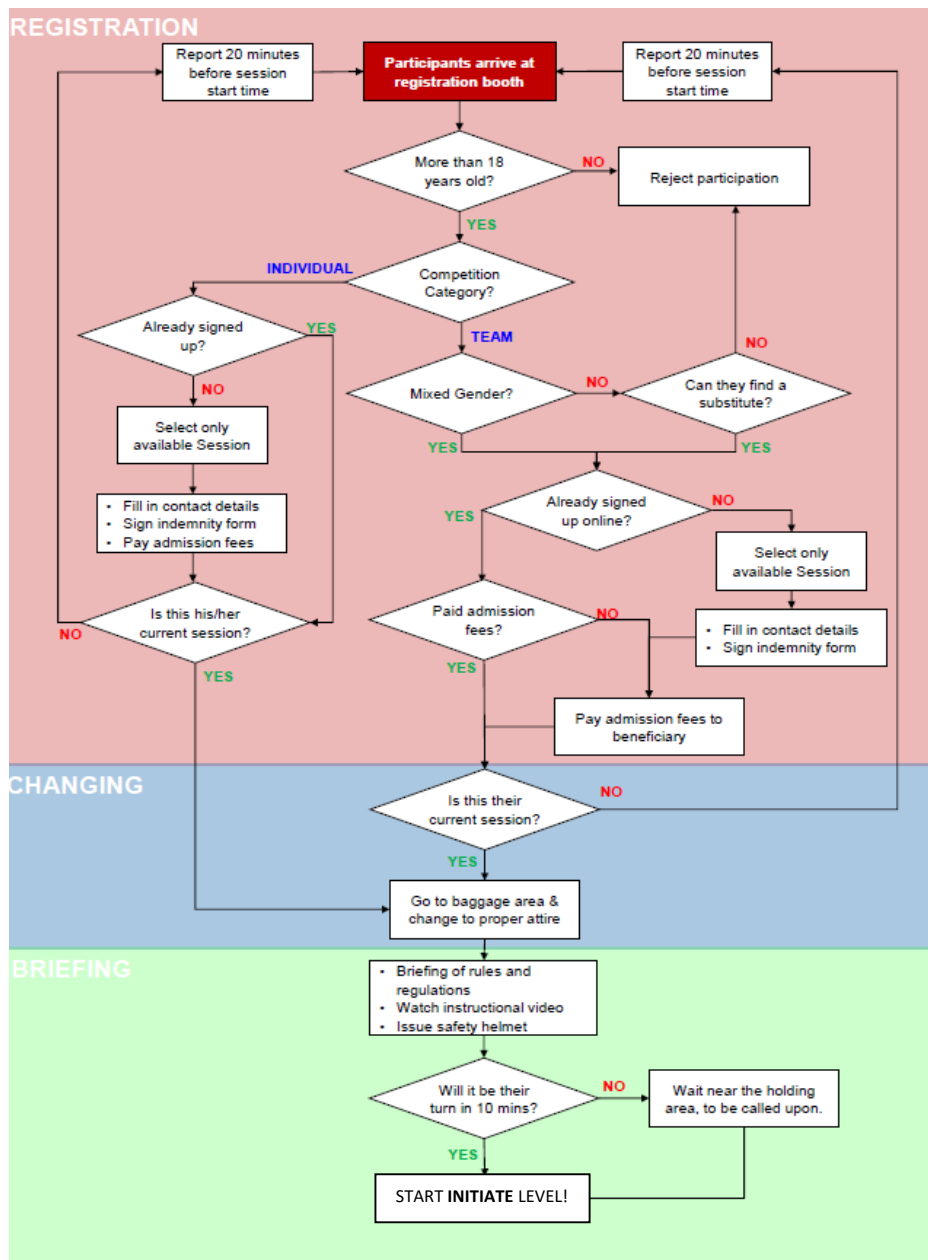 REGISTRATION
Report 20 minutes
before session
start time
Participants arrive at
registration booth
Report 20 minutes
before session
start time
More than 18
years old?
NO
Reject participation
YES
INDIVIDUAL
Competition
Category?
Already signed
up?
YES
TEAM
NO
Mixed Gender?
NO
Can they find a
substitute?
NO
Select only
available Session
YES
YES
• Fill in contact details
• Sign indemnity form
• Pay admission fees
Already signed
up online?
YES
NO
Select only
available Session
Is this his/her
current session?
NO
YES
Paid admission
fees?
NO
• Fill in contact details
• Sign indemnity form
YES
Pay admission fees to
beneficiary
CHANGING
Is this their
current session?
NO
YES
Go to baggage area &
change to proper attire
BRIEFING
• Briefing of rules and
regulations
• Watch instructional video
• Issue safety helmet
Will it be their
turn in 10 mins?
NO
Wait near the holding
area, to be called upon.
YES
START INITIATE LEVEL!